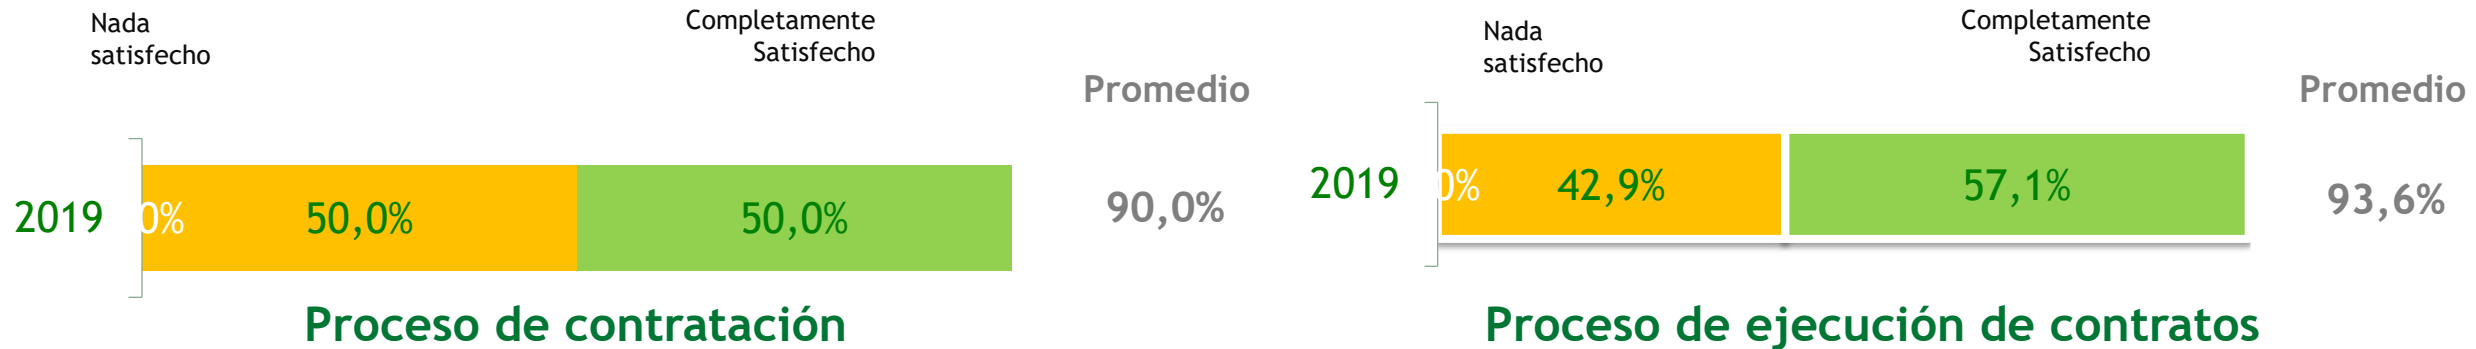 Nada
satisfecho
Completamente
Satisfecho
Promedio
2019
0%
50,0%
50,0%
90,0%
Proceso de contratación
Nada
satisfecho
Completamente
Satisfecho
Promedio
2019
0%
42,9%
57,1%
93,6%
Proceso de ejecución de contratos